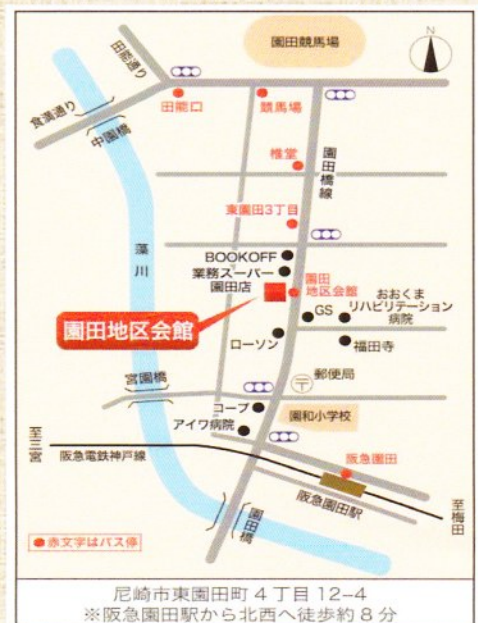 園田競馬場
N
田能通り
食満通り
中園橋
田能口
競馬場
椎堂
園田橋線
東園田3丁目
藻川
BOOKOFF
業務スーパー
園田店
園田
地区会館
園田地区会館
GS
おおくま
リハビリテーション
病院
ローソン
福田寺
宮園橋
〒
郵便局
コープ
アイワ病院
園和小学校
至三宮
阪急電鉄神戸線
阪急園田
阪急園田駅
至梅田
園田橋
●赤文字はバス停
尼崎市東園田町4丁目12-4
※阪急園田駅から北西へ徒歩約8分